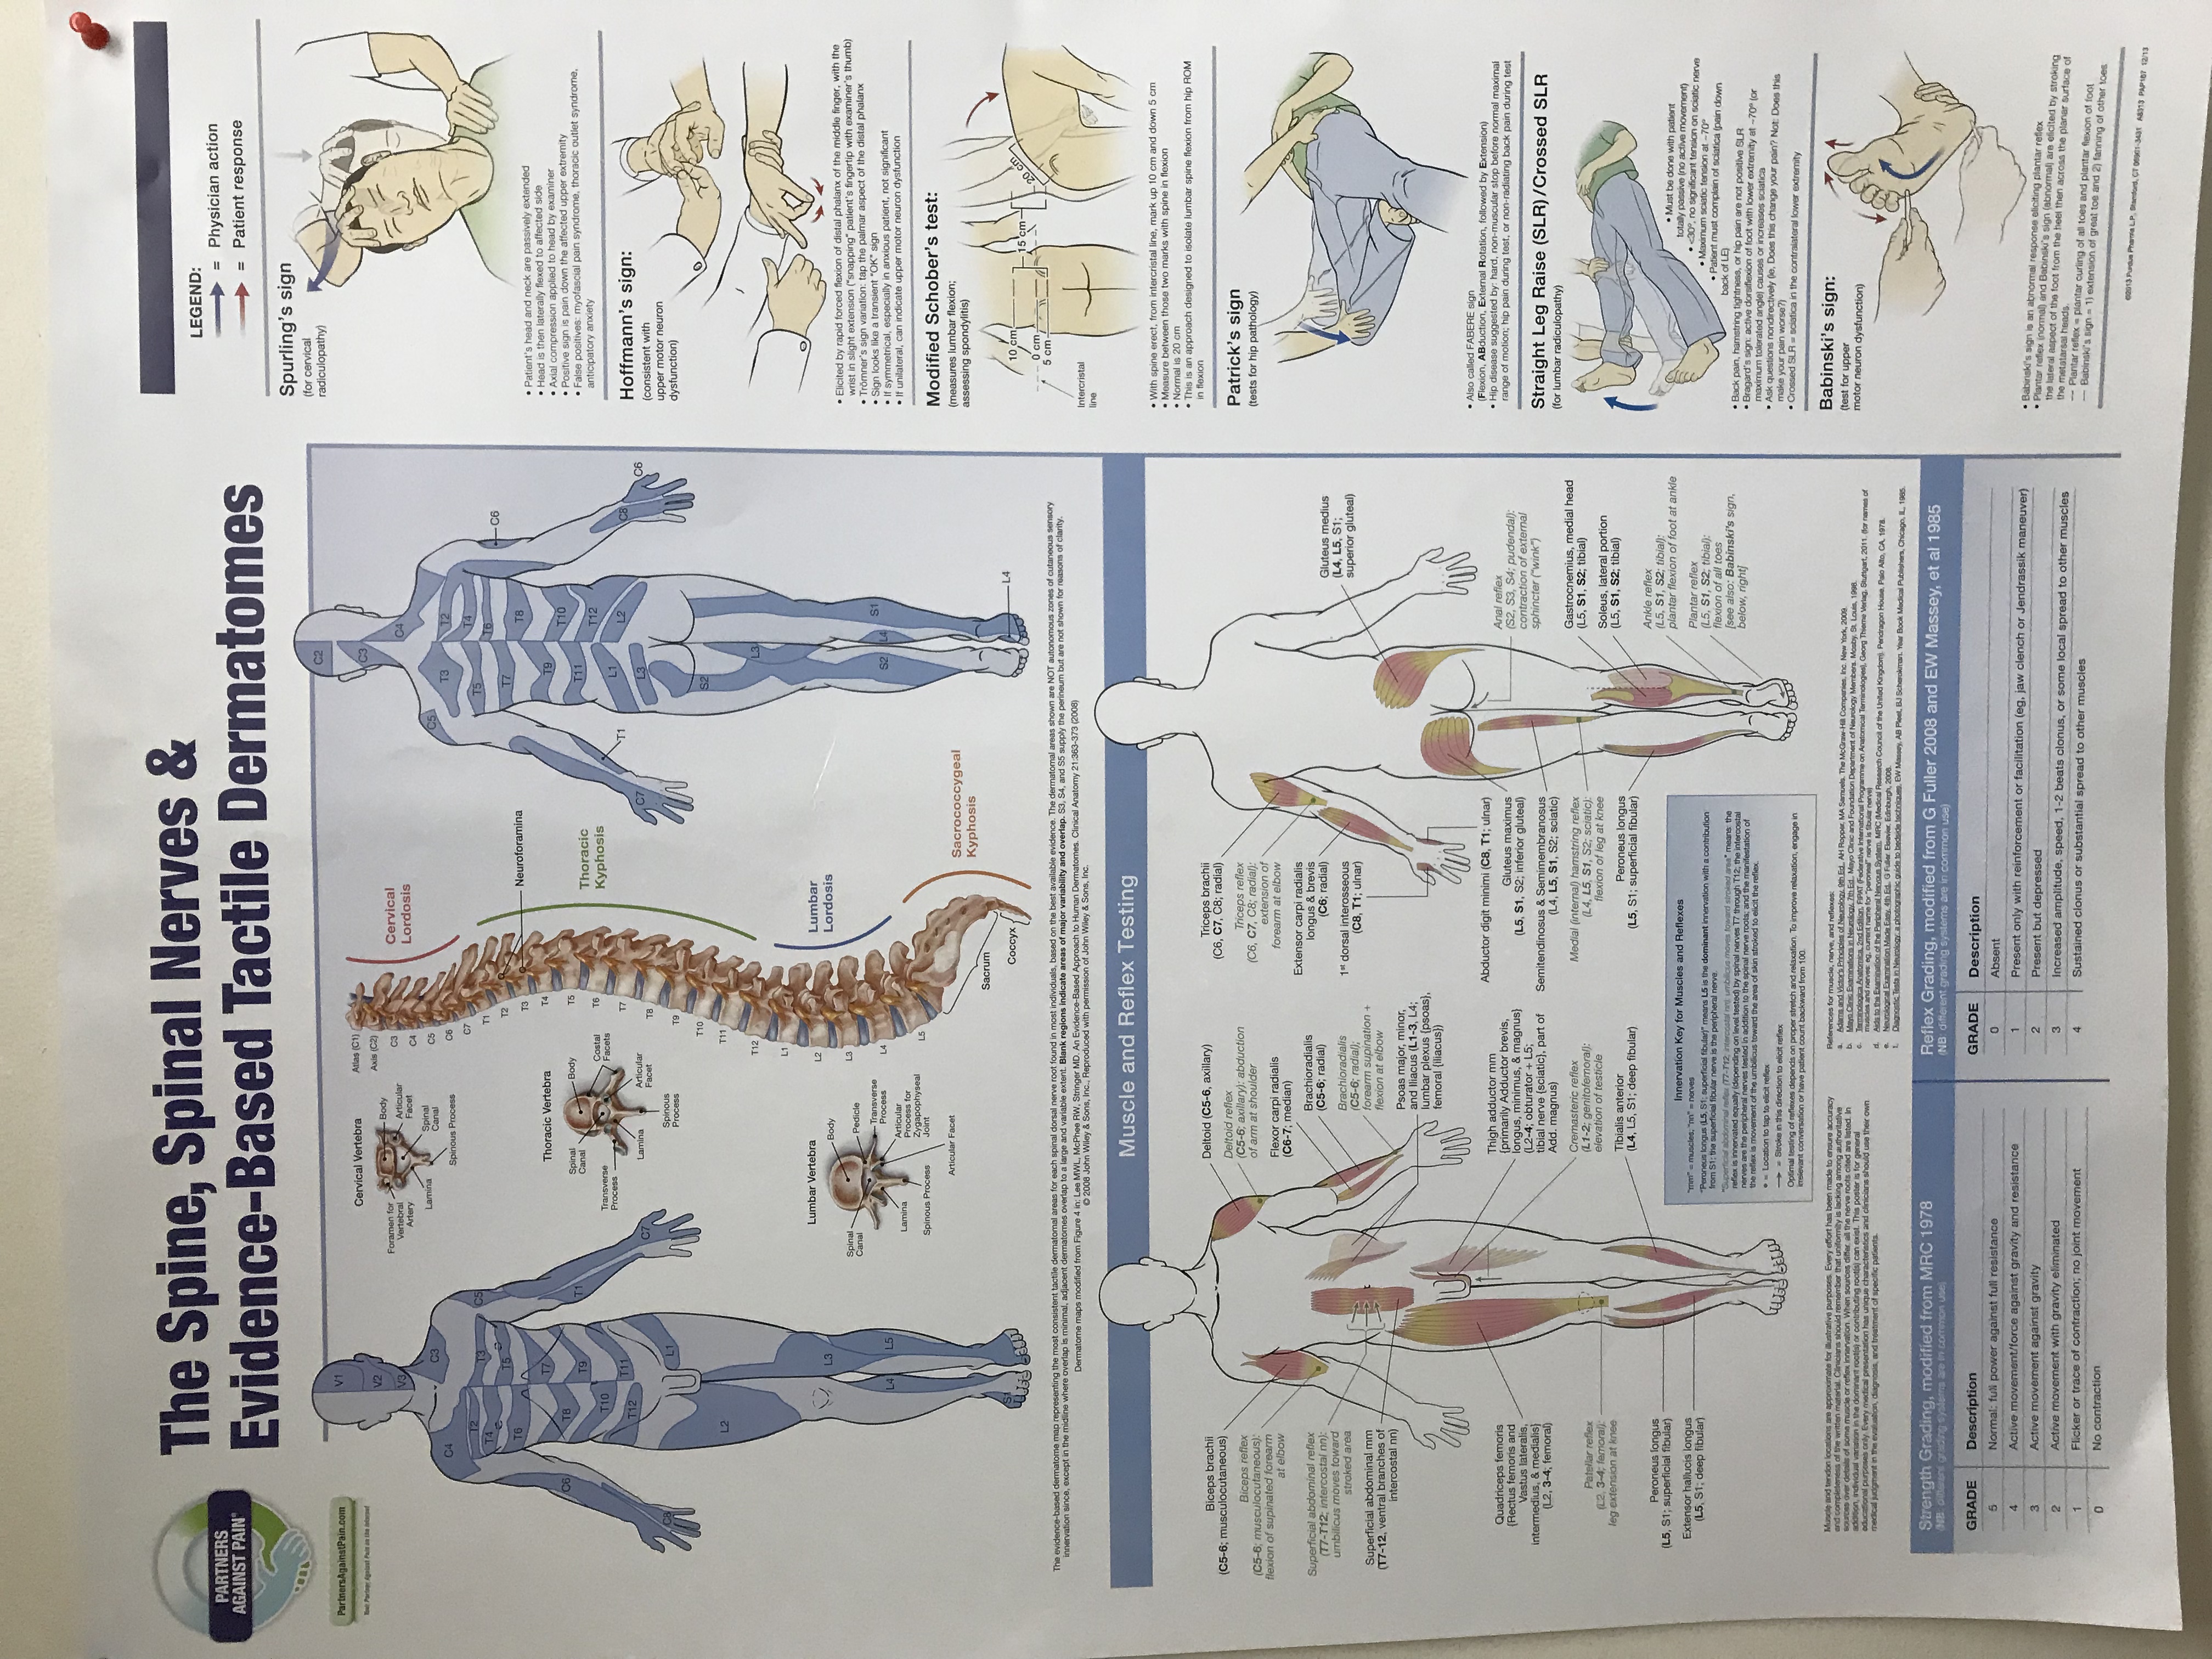 The Spine, Spinal Nerves &
Evidence-Based Tactile Dermatomes
PARTNERS
AGAINST PAIN®
PartnersAgainstPain.com
Your Partner Against Pain on the Internet
V1
V2
V3
C3
C4
T2
T3
C5
T4
T5
T6
T7
C6
T8
T9
T1
T10
T11
T12
C7
C8
L1
L2
L3
L4
L5
S1
Cervical Vertebra
Foramen for
Vertebral
Artery
Body
Articular
Facet
Lamina
Spinal
Canal
Spinous Process
Thoracic Vertebra
Spinal
Canal
Body
Transverse
Process
Costal
Facets
Lamina
Articular
Facet
Spinous
Process
Lumbar Vertebra
Body
Spinal
Canal
Pedicle
Transverse
Process
Lamina
Articular
Process for
Zygapophyseal
Joint
Spinous Process
Articular Facet
Atlas (C1)
Axis (C2)
C3
C4
C5
C6
C7
T1
T2
T3
T4
T5
T6
T7
T8
T9
T10
T11
T12
L1
L2
L3
L4
L5
Sacrum
Coccyx
Cervical
Lordosis
Neuroforamina
Thoracic
Kyphosis
Lumbar
Lordosis
Sacrococcygeal
Kyphosis
C2
C3
C4
C5
T3
T2
T4
T5
T6
C6
T7
T8
T9
T10
T11
T12
L1
T1
L2
C8
C7
L3
C6
S2
L3
S1
S2
L4
L4
The evidence-based dermatome map representing the most consistent tactile dermatomal areas for each spinal dorsal nerve root found in most individuals, based on the best available evidence. The dermatomal areas shown are NOT autonomous zones of cutaneous sensory
innervation since, except in the midline where overlap is minimal, adjacent dermatomes overlap to a large and variable extent. Blank regions indicate areas of major variability and overlap. S3, S4, and S5 supply the perineum but are not shown for reasons of clarity.
Dermatome maps modified from Figure 4 in: Lee MWL, McPhee RW, Stringer MD. An Evidence-Based Approach to Human Dermatomes. Clinical Anatomy 21:363-373 (2008)
© 2008 John Wiley & Sons, Inc., Reproduced with permission of John Wiley & Sons, Inc.
Muscle and Reflex Testing
Biceps brachii
(C5-6; musculocutaneous)
Biceps reflex
(C5-6; musculocutaneous):
flexion of supinated forearm
at elbow
Superficial abdominal reflex
(T7-T12; intercostal nn):
umbilicus moves toward
stroked area
Superficial abdominal mm
(T7-12, ventral branches of
intercostal nn)
Quadriceps femoris
{Rectus femoris and
Vastus lateralis,
intermedius, & medialis}
(L2, 3-4; femoral)
Patellar reflex
(L2, 3-4; femoral):
leg extension at knee
Peroneus longus
(L5, S1; superficial fibular)
Extensor hallucis longus
(L5, S1; deep fibular)
Deltoid (C5-6, axillary)
Deltoid reflex
(C5-6; axillary): abduction
of arm at shoulder
Flexor carpi radialis
(C6-7; median)
Brachioradialis
(C5-6; radial)
Brachioradialis
(C5-6; radial);
forearm supination +
flexion at elbow
Psoas major, minor,
and Iliacus (L1-3, L4;
lumbar plexus {psoas},
femoral {iliacus})
Thigh adductor mm
{primarily Adductor brevis,
longus, minimus, & magnus}
(L2-4; obturator + L5;
tibial nerve {sciatic}, part of
Add. magnus)
Cremasteric reflex
(L1-2; genitofemoral):
elevation of testicle
Tibialis anterior
(L4, L5, S1; deep fibular)
Triceps brachii
(C6, C7, C8; radial)
Triceps reflex
(C6, C7, C8; radial):
extension of
forearm at elbow
Extensor carpi radialis
longus & brevis
(C6; radial)
1st dorsal interosseous
(C8, T1; ulnar)
Abductor digit minimi (C8, T1; ulnar)
Gluteus maximus
(L5, S1, S2; inferior gluteal)
Semitendinosus & Semimembranosus
(L4, L5, S1, S2; sciatic)
Medial (internal) hamstring reflex
(L4, L5, S1, S2; sciatic):
flexion of leg at knee
Peroneus longus
(L5, S1; superficial fibular)
Gluteus medius
(L4, L5, S1;
superior gluteal)
Anal reflex
(S2, S3, S4; pudendal):
contraction of external
sphincter ("wink")
Gastrocnemius, medial head
(L5, S1, S2; tibial)
Soleus, lateral portion
(L5, S1, S2; tibial)
Ankle reflex
(L5, S1, S2; tibial):
plantar flexion of foot at ankle
Plantar reflex
(L5, S1, S2; tibial):
flexion of all toes
[see also: Babinski's sign,
below, right]
Innervation Key for Muscles and Reflexes
"mm" = muscles; "nn" = nerves
"Peroneus longus (L5, S1; superficial fibular)" means L5 is the dominant innervation with a contribution
from S1; the superficial fibular nerve is the peripheral nerve.
"Superficial abdominal reflex (T7-T12; intercostal nn); umbilicus moves toward stroked area" means: the
reflex is innervated equally (depending on level tested) by spinal nerves T7 through T12; the intercostal
nerves are the peripheral nerves tested in addition to the spinal nerve roots; and the manifestation of
the reflex is movement of the umbilicus toward the area of skin stroked to elicit the reflex.
= Location to tap to elicit reflex
= Stroke in this direction to elicit reflex
Optimal testing of reflexes depends on proper stretch and relaxation. To improve relaxation, engage in
irrelevant conversation or have patient count backward from 100.
Muscle and tendon locations are approximate for illustrative purposes. Every effort has been made to ensure accuracy
and completeness of the written material. Clinicians should remember that uniformity is lacking among authoritative
sources over details of some muscle or reflex innervation. When sources differ, all the nerve roots cited are listed. In
addition, individual variation in the dominant root(s) or contributing root(s) can exist. This poster is for general
educational purposes only. Every medical presentation has unique characteristics and clinicians should use their own
medical judgment in the evaluation, diagnosis, and treatment of specific patients.
References for muscle, nerve, and reflexes:
a. Adams and Victor's Principles of Neurology, 9th Ed., AH Ropper, MA Samuels. The McGraw-Hill Companies, Inc. New York, 2009.
b. Mayo Clinic Examinations in Neurology, 7th Ed., Mayo Clinic and Foundation Department of Neurology Members. Mosby, St. Louis, 1998.
c. Terminologica Anatomica, 2nd Edition, FIPAT (Federative International Programme on Anatomical Terminologies), Georg Thieme Verlag, Stuttgart, 2011. (for names of
muscles and nerves: eg, current name for "peroneal" nerve is fibular nerve)
d. Aids to the Examination of the Peripheral Nervous System, MRC (Medical Research Council of the United Kingdom). Pendragon House, Palo Alto, CA, 1978.
e. Neurological Examination Made Easy, 4th Ed., G Fuller. Elsevier, Edinburgh, 2008.
f. Diagnostic Tests in Neurology: a photographic guide to bedside techniques, EW Massey, AB Pleet, BJ Scherokman. Year Book Medical Publishers, Chicago, IL, 1985.
Strength Grading, modified from MRC 1978
(NB: different grading systems are in common use)
GRADE Description
5 Normal: full power against full resistance
4 Active movement/force against gravity and resistance
3 Active movement against gravity
2 Active movement with gravity eliminated
1 Flicker or trace of contraction; no joint movement
0 No contraction
Reflex Grading, modified from G Fuller 2008 and EW Massey, et al 1985
(NB: different grading systems are in common use)
GRADE Description
0 Absent
1 Present only with reinforcement or facilitation (eg, jaw clench or Jendrassik maneuver)
2 Present but depressed
3 Increased amplitude, speed, 1-2 beats clonus, or some local spread to other muscles
4 Sustained clonus or substantial spread to other muscles
LEGEND:
= Physician action
= Patient response
Spurling's sign
(for cervical
radiculopathy)
• Patient's head and neck are passively extended
• Head is then laterally flexed to affected side
• Axial compression applied to head by examiner
• Positive sign is pain down the affected upper extremity
• False positives: myofascial pain syndrome, thoracic outlet syndrome,
anticipatory anxiety
Hoffmann's sign:
(consistent with
upper motor neuron
dysfunction)
• Elicited by rapid forced flexion of distal phalanx of the middle finger, with the
wrist in slight extension ("snapping" patient's fingertip with examiner's thumb)
• Trömner's sign variation: tap the palmar aspect of the distal phalanx
• Sign looks like a transient "OK" sign
• If symmetrical, especially in anxious patient, not significant
• If unilateral, can indicate upper motor neuron dysfunction
Modified Schober's test:
(measures lumbar flexion;
assessing spondylitis)
10 cm
0 cm
5 cm
15 cm
20 cm
Intercristal
line
• With spine erect, from intercristal line, mark up 10 cm and down 5 cm
• Measure between those two marks with spine in flexion
• Normal is 20 cm
• This is an approach designed to isolate lumbar spine flexion from hip ROM
in flexion
Patrick's sign
(tests for hip pathology)
• Also called FABERE sign
(Flexion, ABduction, External Rotation, followed by Extension)
• Hip disease suggested by: hard, non-muscular stop before normal maximal
range of motion; hip pain during test, or non-radiating back pain during test
Straight Leg Raise (SLR)/Crossed SLR
(for lumbar radiculopathy)
• Must be done with patient
totally passive (no active movement)
• <30º, no significant tension on sciatic nerve
• Maximum sciatic tension at ~70º
• Patient must complain of sciatica (pain down
back of LE)
• Back pain, hamstring tightness, or hip pain are not positive SLR
• Bragard's sign: active dorsiflexion of foot with lower extremity at ~70º (or
maximum tolerated angle) causes or increases sciatica
• Ask questions nondirectively (ie, Does this change your pain? Not: Does this
make your pain worse?)
• Crossed SLR = sciatica in the contralateral lower extremity
Babinski's sign:
(test for upper
motor neuron dysfunction)
• Babinski's sign is an abnormal response eliciting plantar reflex
• Plantar reflex (normal) and Babinski's sign (abnormal) are elicited by stroking
the lateral aspect of the foot from the heel then across the planar surface of
the metatarsal heads.
— Plantar reflex = plantar curling of all toes and plantar flexion of foot
— Babinski's sign = 1) extension of great toe and 2) fanning of other toes
©2013 Purdue Pharma L.P., Stamford, CT 06901-3431 A8313 PAP167 12/13